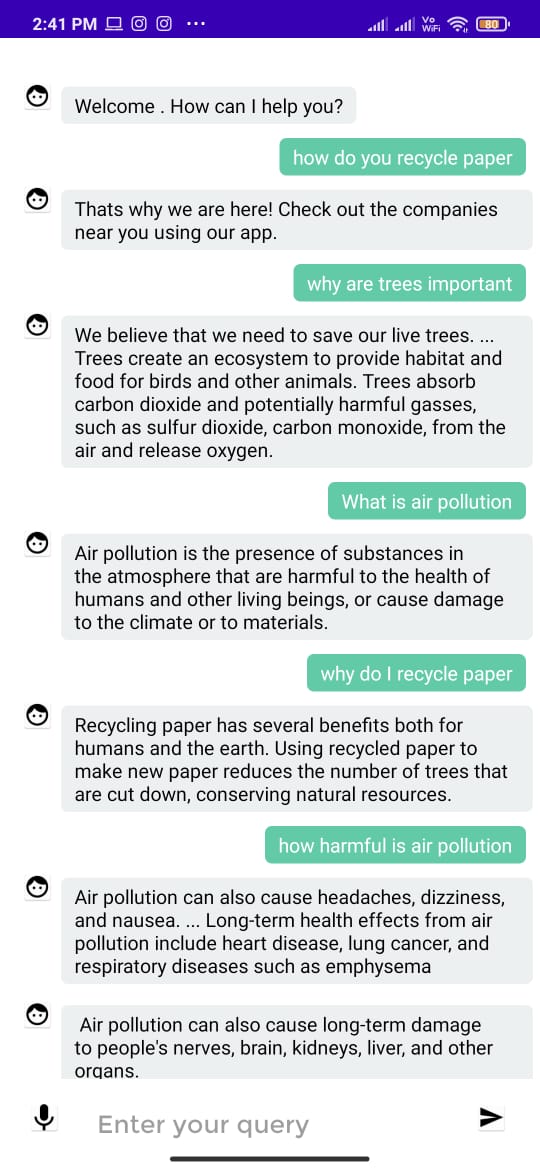 2:41 PM
Vo
WiFi
80
Welcome . How can I help you?
how do you recycle paper
Thats why we are here! Check out the companies
near you using our app.
why are trees important
We believe that we need to save our live trees. ...
Trees create an ecosystem to provide habitat and
food for birds and other animals. Trees absorb
carbon dioxide and potentially harmful gasses,
such as sulfur dioxide, carbon monoxide, from the
air and release oxygen.
What is air pollution
Air pollution is the presence of substances in
the atmosphere that are harmful to the health of
humans and other living beings, or cause damage
to the climate or to materials.
why do I recycle paper
Recycling paper has several benefits both for
humans and the earth. Using recycled paper to
make new paper reduces the number of trees that
are cut down, conserving natural resources.
how harmful is air pollution
Air pollution can also cause headaches, dizziness,
and nausea. ... Long-term health effects from air
pollution include heart disease, lung cancer, and
respiratory diseases such as emphysema
Air pollution can also cause long-term damage
to people's nerves, brain, kidneys, liver, and other
organs.
Enter your query